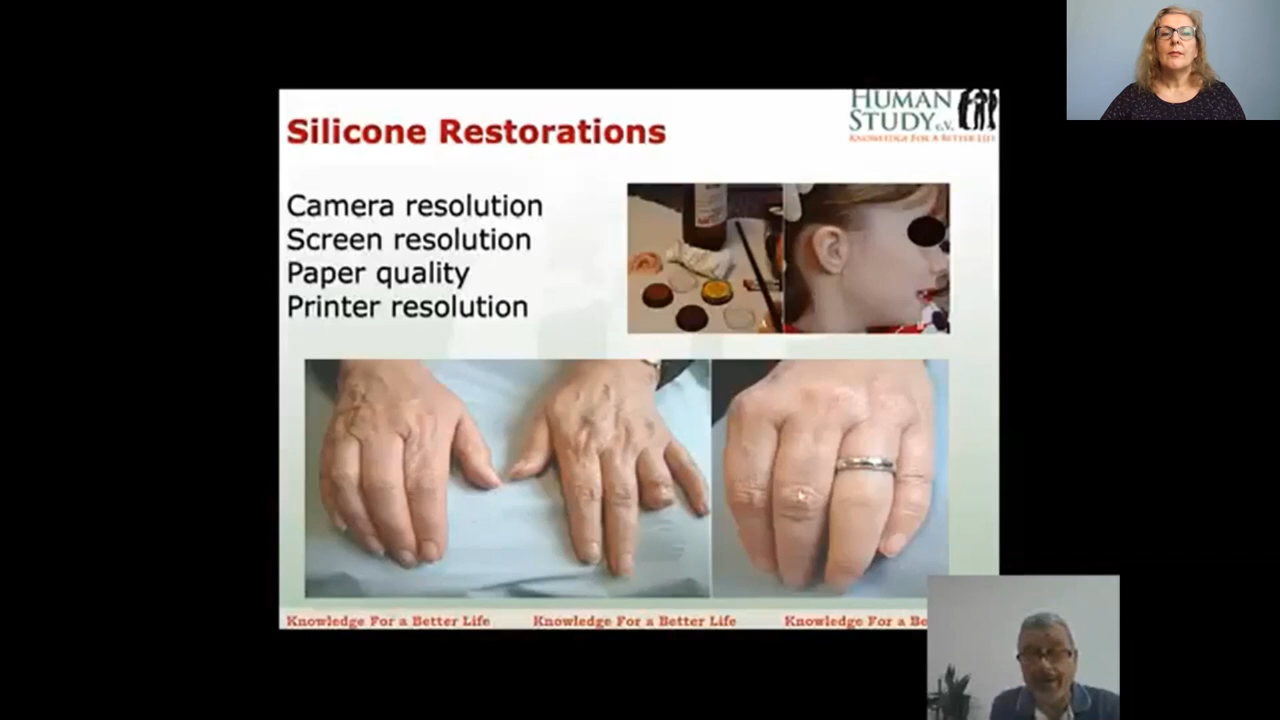 Silicone Restorations
HUMAN
STUDY e.V.
KNOWLEDGE FOR A BETTER LIFE
Camera resolution
Screen resolution
Paper quality
Printer resolution
Knowledge For a Better Life
Knowledge For a Better Life
Knowledge For a Be